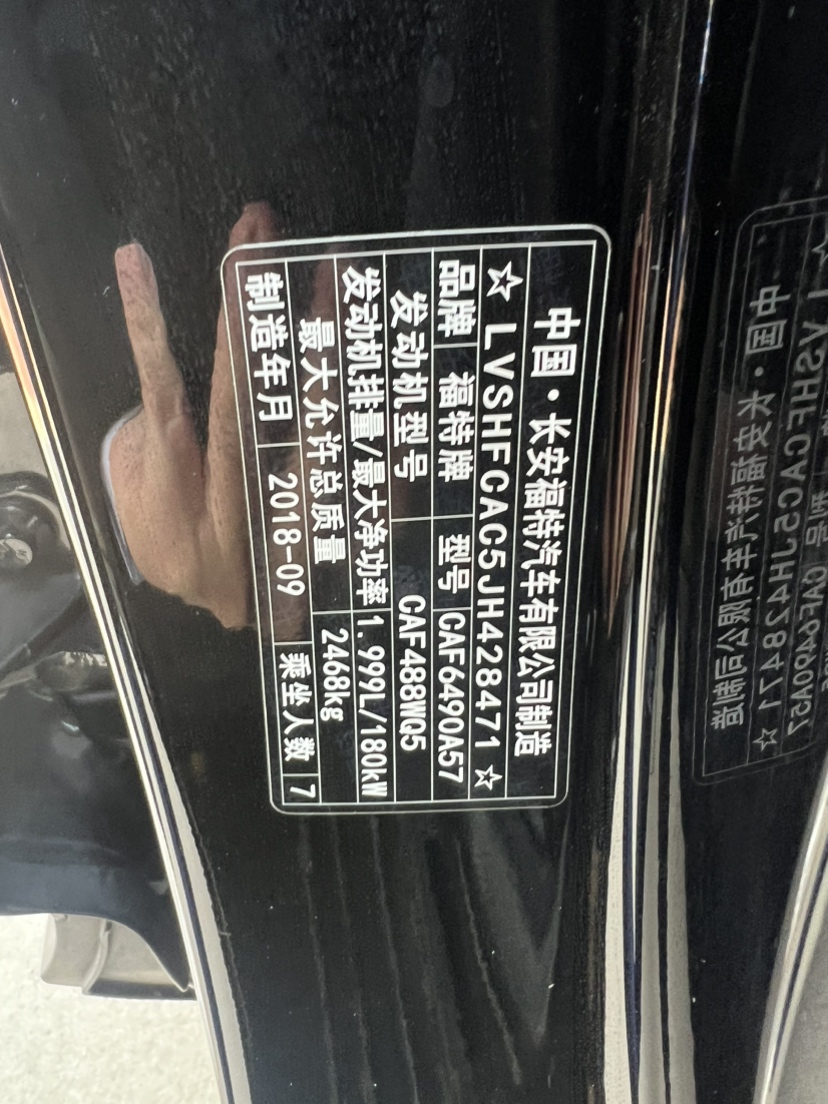 中国·长安福特汽车有限公司制造
☆ LVSHFCAC5JH428471 ☆
品牌 福特牌 型号 CAF6490A57
发动机型号 CAF488WQ5
发动机排量/最大净功率 1.999L/180kW
最大允许总质量 2468kg
制造年月 2018-09 乘坐人数 7